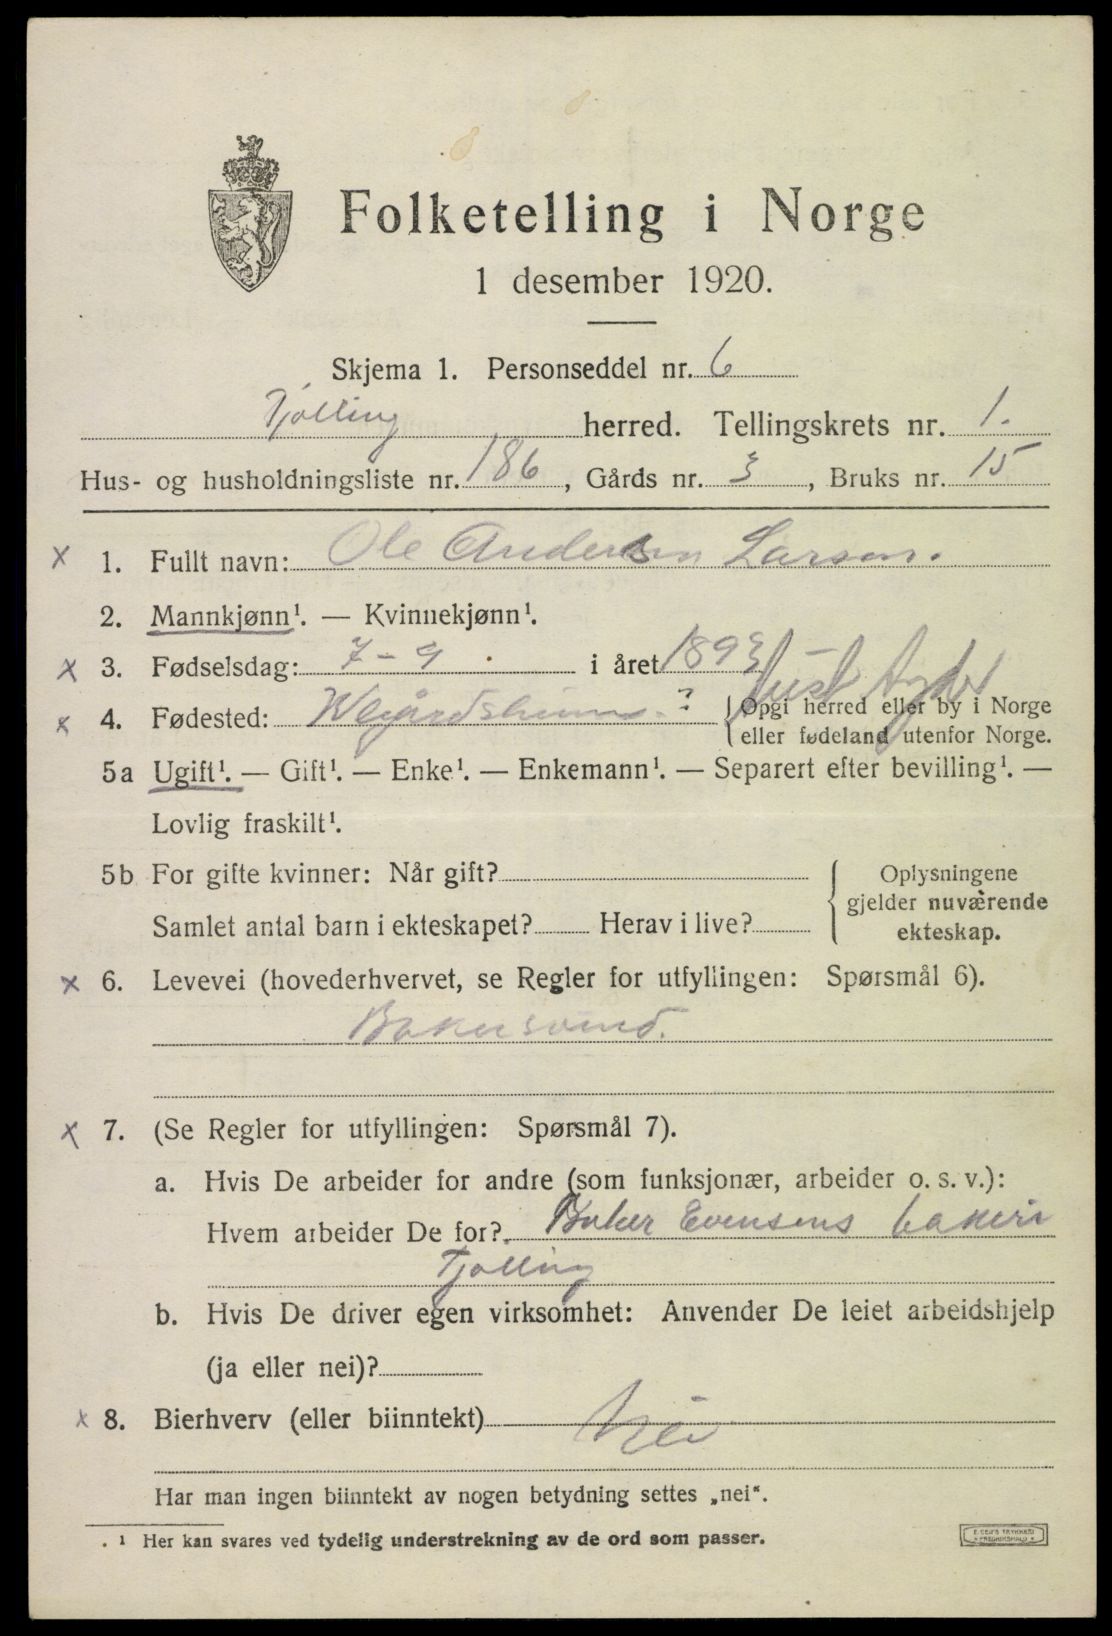 Folketelling i Norge
1 desember 1920.
Skjema 1. Personseddel nr. 6
Tjølling herred. Tellingskrets nr. 1.
Hus- og husholdningsliste nr. 186, Gårds nr. 3, Bruks nr. 15
x 1. Fullt navn: Ole Andersen Larsen.
2. Mannkjønn¹. — Kvinnekjønn¹.
x 3. Fødselsdag: 7-9. i året 1893
Aust Agder
x 4. Fødested: ? Opgi herred eller by i Norge
eller fødeland utenfor Norge.
5a Ugift¹. — Gift¹. — Enke¹. — Enkemann¹. — Separert efter bevilling¹. —
Lovlig fraskilt¹.
5b For gifte kvinner: Når gift?
Samlet antal barn i ekteskapet? Herav i live?
Oplysningene
gjelder nuværende
ekteskap.
x 6. Levevei (hovederhvervet, se Regler for utfyllingen: Spørsmål 6).
Bakersvend.
x 7. (Se Regler for utfyllingen: Spørsmål 7).
a. Hvis De arbeider for andre (som funksjonær, arbeider o. s. v.):
Hvem arbeider De for? Baker Evensens bakeri
Tjølling
b. Hvis De driver egen virksomhet: Anvender De leiet arbeidshjelp
(ja eller nei)?
x 8. Bierhverv (eller biinntekt) Nei
Har man ingen biinntekt av nogen betydning settes „nei“.
¹ Her kan svares ved tydelig understrekning av de ord som passer.